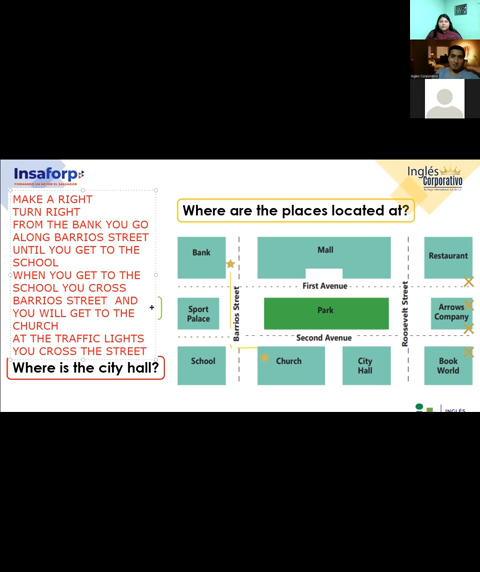 Inglés Corporativo
Insaforp
Inglés
Corporativo
MAKE A RIGHT
TURN RIGHT
FROM THE BANK YOU GO
ALONG BARRIOS STREET
UNTIL YOU GET TO THE
SCHOOL
WHEN YOU GET TO THE
SCHOOL YOU CROSS
BARRIOS STREET AND
YOU WILL GET TO THE
CHURCH
AT THE TRAFFIC LIGHTS
YOU CROSS THE STREET
Where is the city hall?
Where are the places located at?
Bank
Mall
Restaurant
First Avenue
Sport
Palace
Barrios Street
Park
Roosevelt Street
Arrows
Company
Second Avenue
School
Church
City
Hall
Book
World
INGLÉS